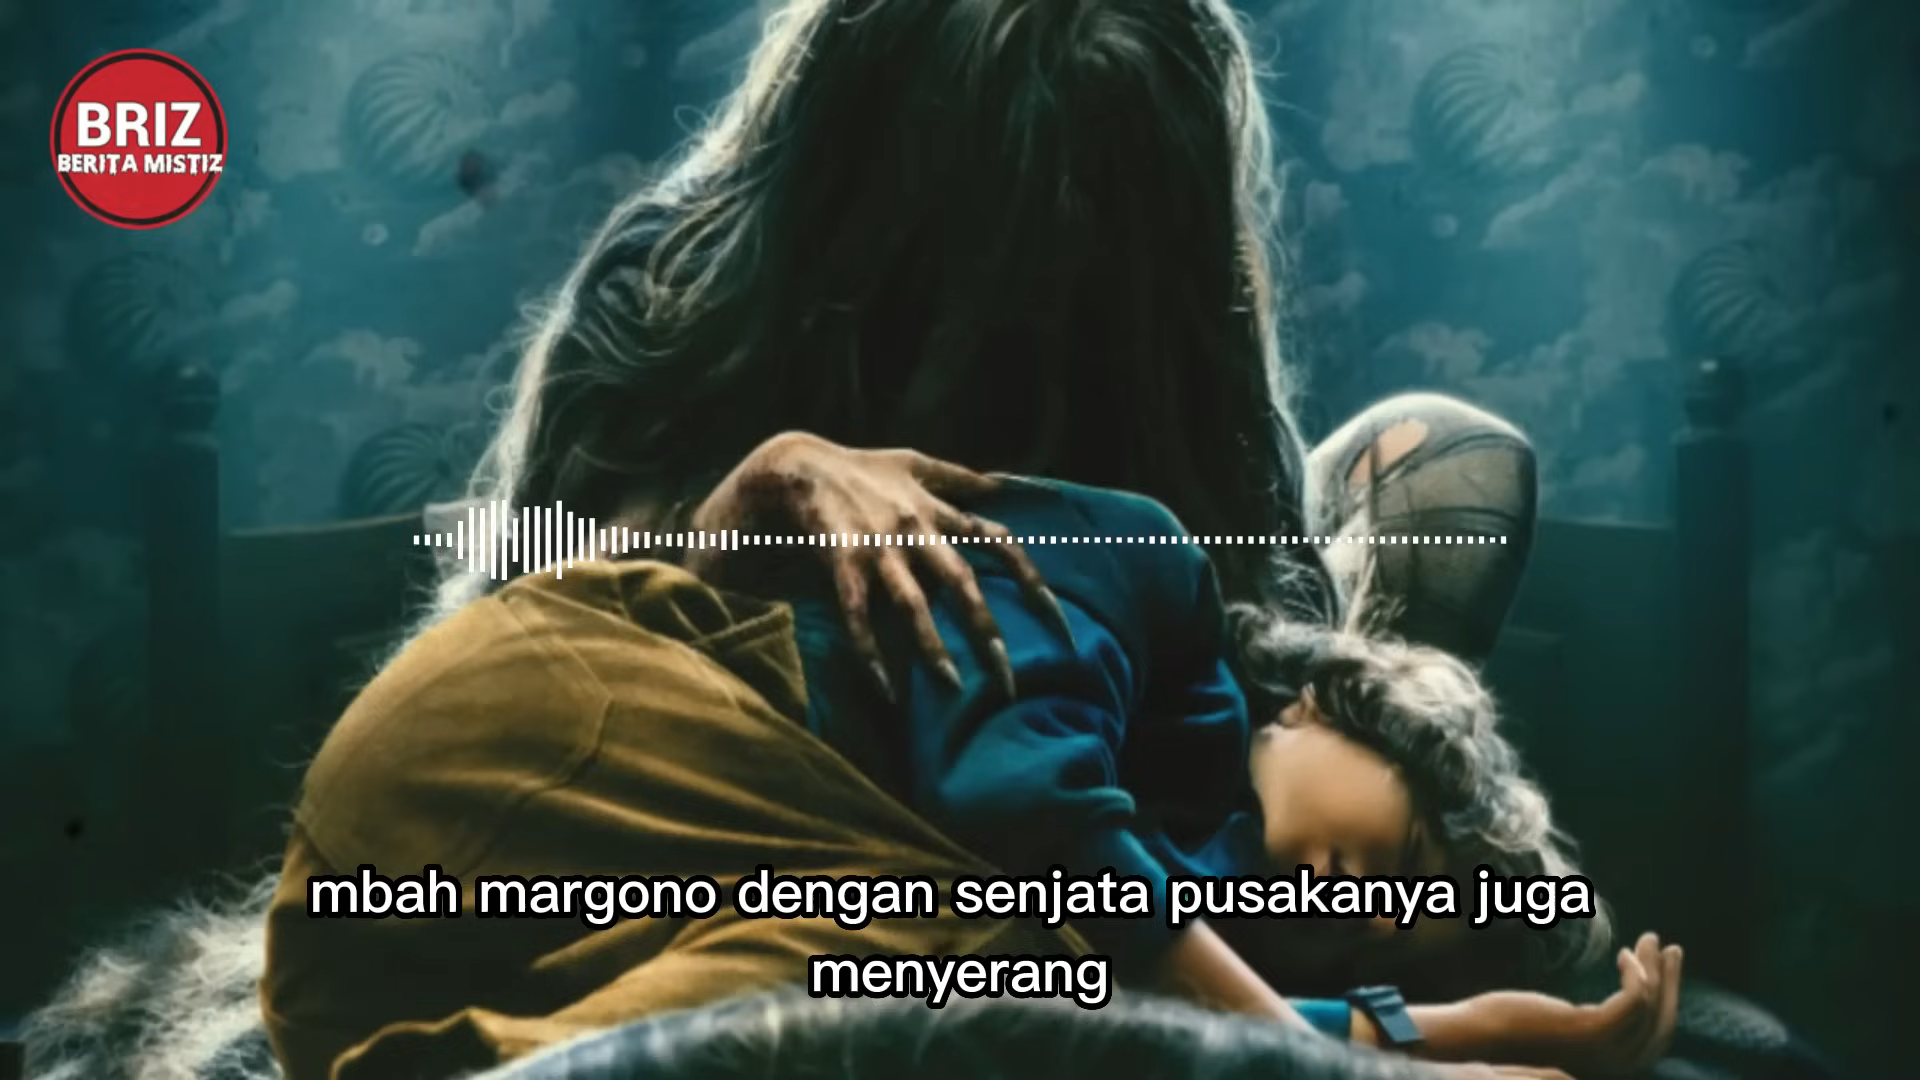 BRIZ
BERITA MISTIZ
mbah margono dengan senjata pusakanya juga
menyerang